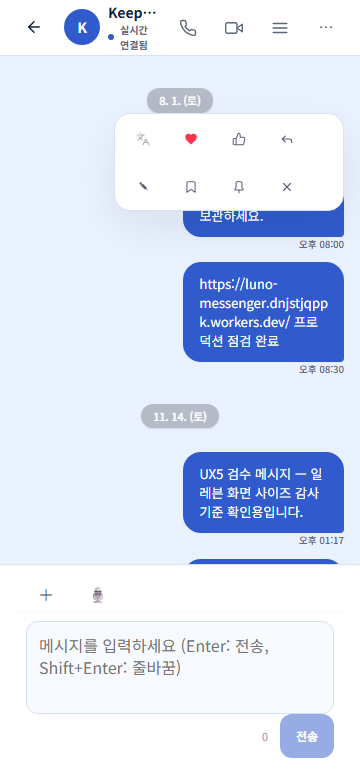 K
Keep…
실시간
연결됨
8. 1. (토)
보관하세요.
오후 08:00
https://luno-
messenger.dnjstjqpp
k.workers.dev/ 프로
덕션 점검 완료
오후 08:30
11. 14. (토)
UX5 검수 메시지 — 일
레븐 화면 사이즈 감사
기준 확인용입니다.
오후 01:17
메시지를 입력하세요 (Enter: 전송,
Shift+Enter: 줄바꿈)
0
전송